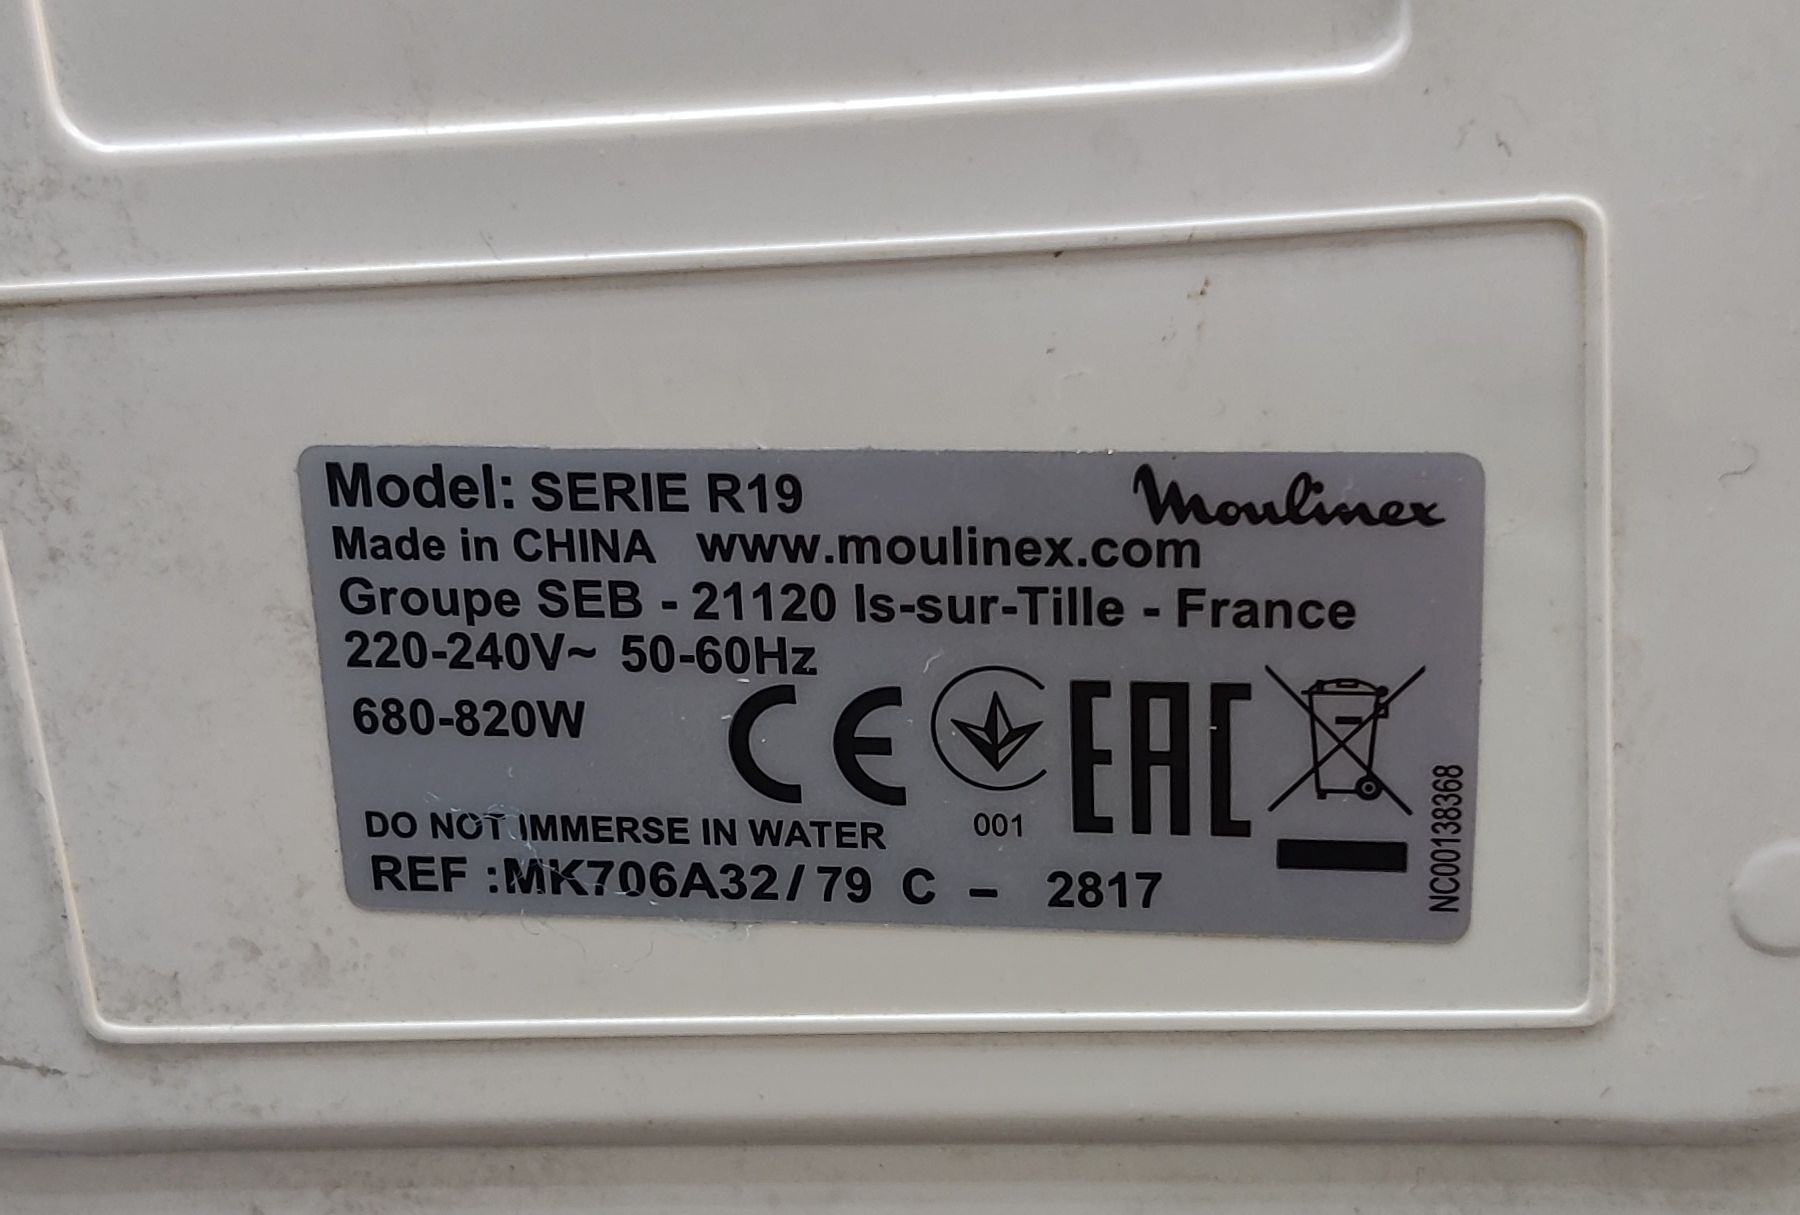 Model: SERIE R19 Moulinex
Made in CHINA www.moulinex.com
Groupe SEB - 21120 Is-sur-Tille - France
220-240V~ 50-60Hz
680-820W CE EAC
001
DO NOT IMMERSE IN WATER
REF :MK706A32/79 C - 2817
NC00138368